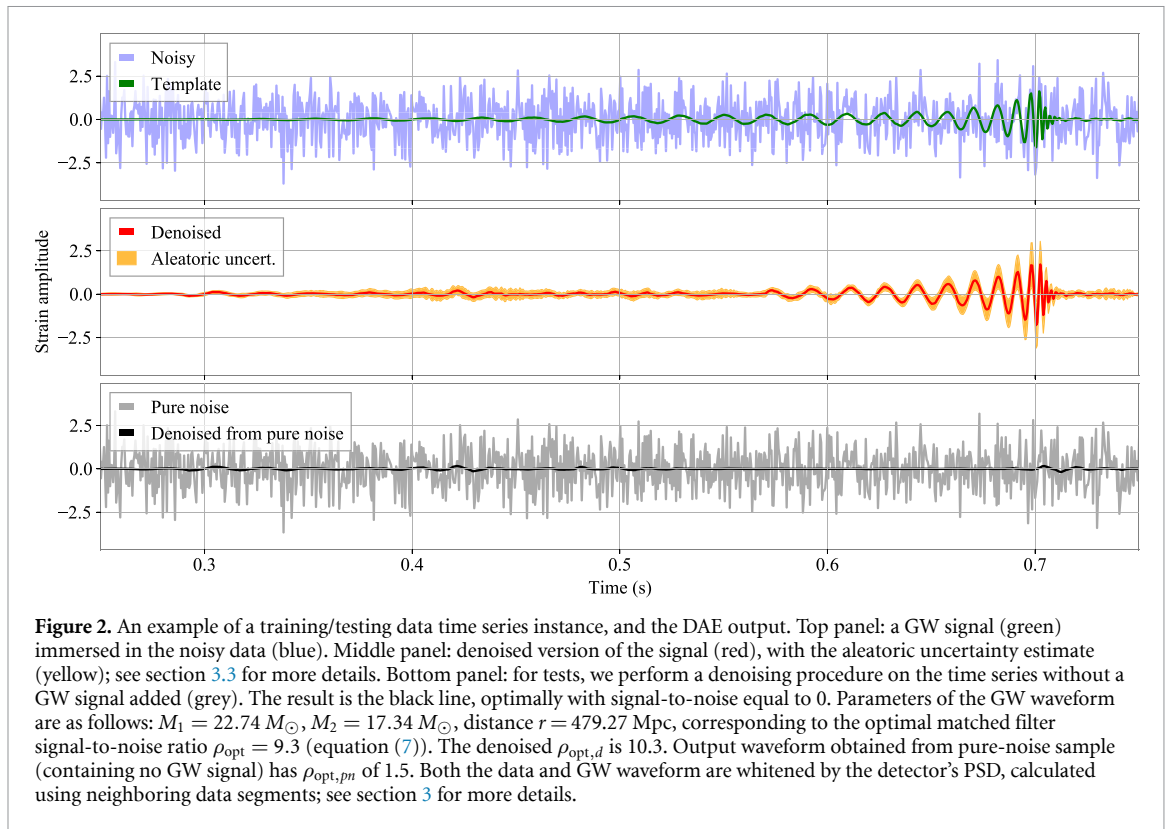 Noisy
Template
2.5
0.0
−2.5
Denoised
Aleatoric uncert.
2.5
0.0
−2.5
Strain amplitude
Pure noise
Denoised from pure noise
2.5
0.0
−2.5
0.3 0.4 0.5 0.6 0.7
Time (s)
Figure 2. An example of a training/testing data time series instance, and the DAE output. Top panel: a GW signal (green)
immersed in the noisy data (blue). Middle panel: denoised version of the signal (red), with the aleatoric uncertainty estimate
(yellow); see section 3.3 for more details. Bottom panel: for tests, we perform a denoising procedure on the time series without a
GW signal added (grey). The result is the black line, optimally with signal-to-noise equal to 0. Parameters of the GW waveform
are as follows: M₁ = 22.74 M⊙, M₂ = 17.34 M⊙, distance r = 479.27 Mpc, corresponding to the optimal matched filter
signal-to-noise ratio ρopt = 9.3 (equation (7)). The denoised ρopt,d is 10.3. Output waveform obtained from pure-noise sample
(containing no GW signal) has ρopt,pn of 1.5. Both the data and GW waveform are whitened by the detector's PSD, calculated
using neighboring data segments; see section 3 for more details.